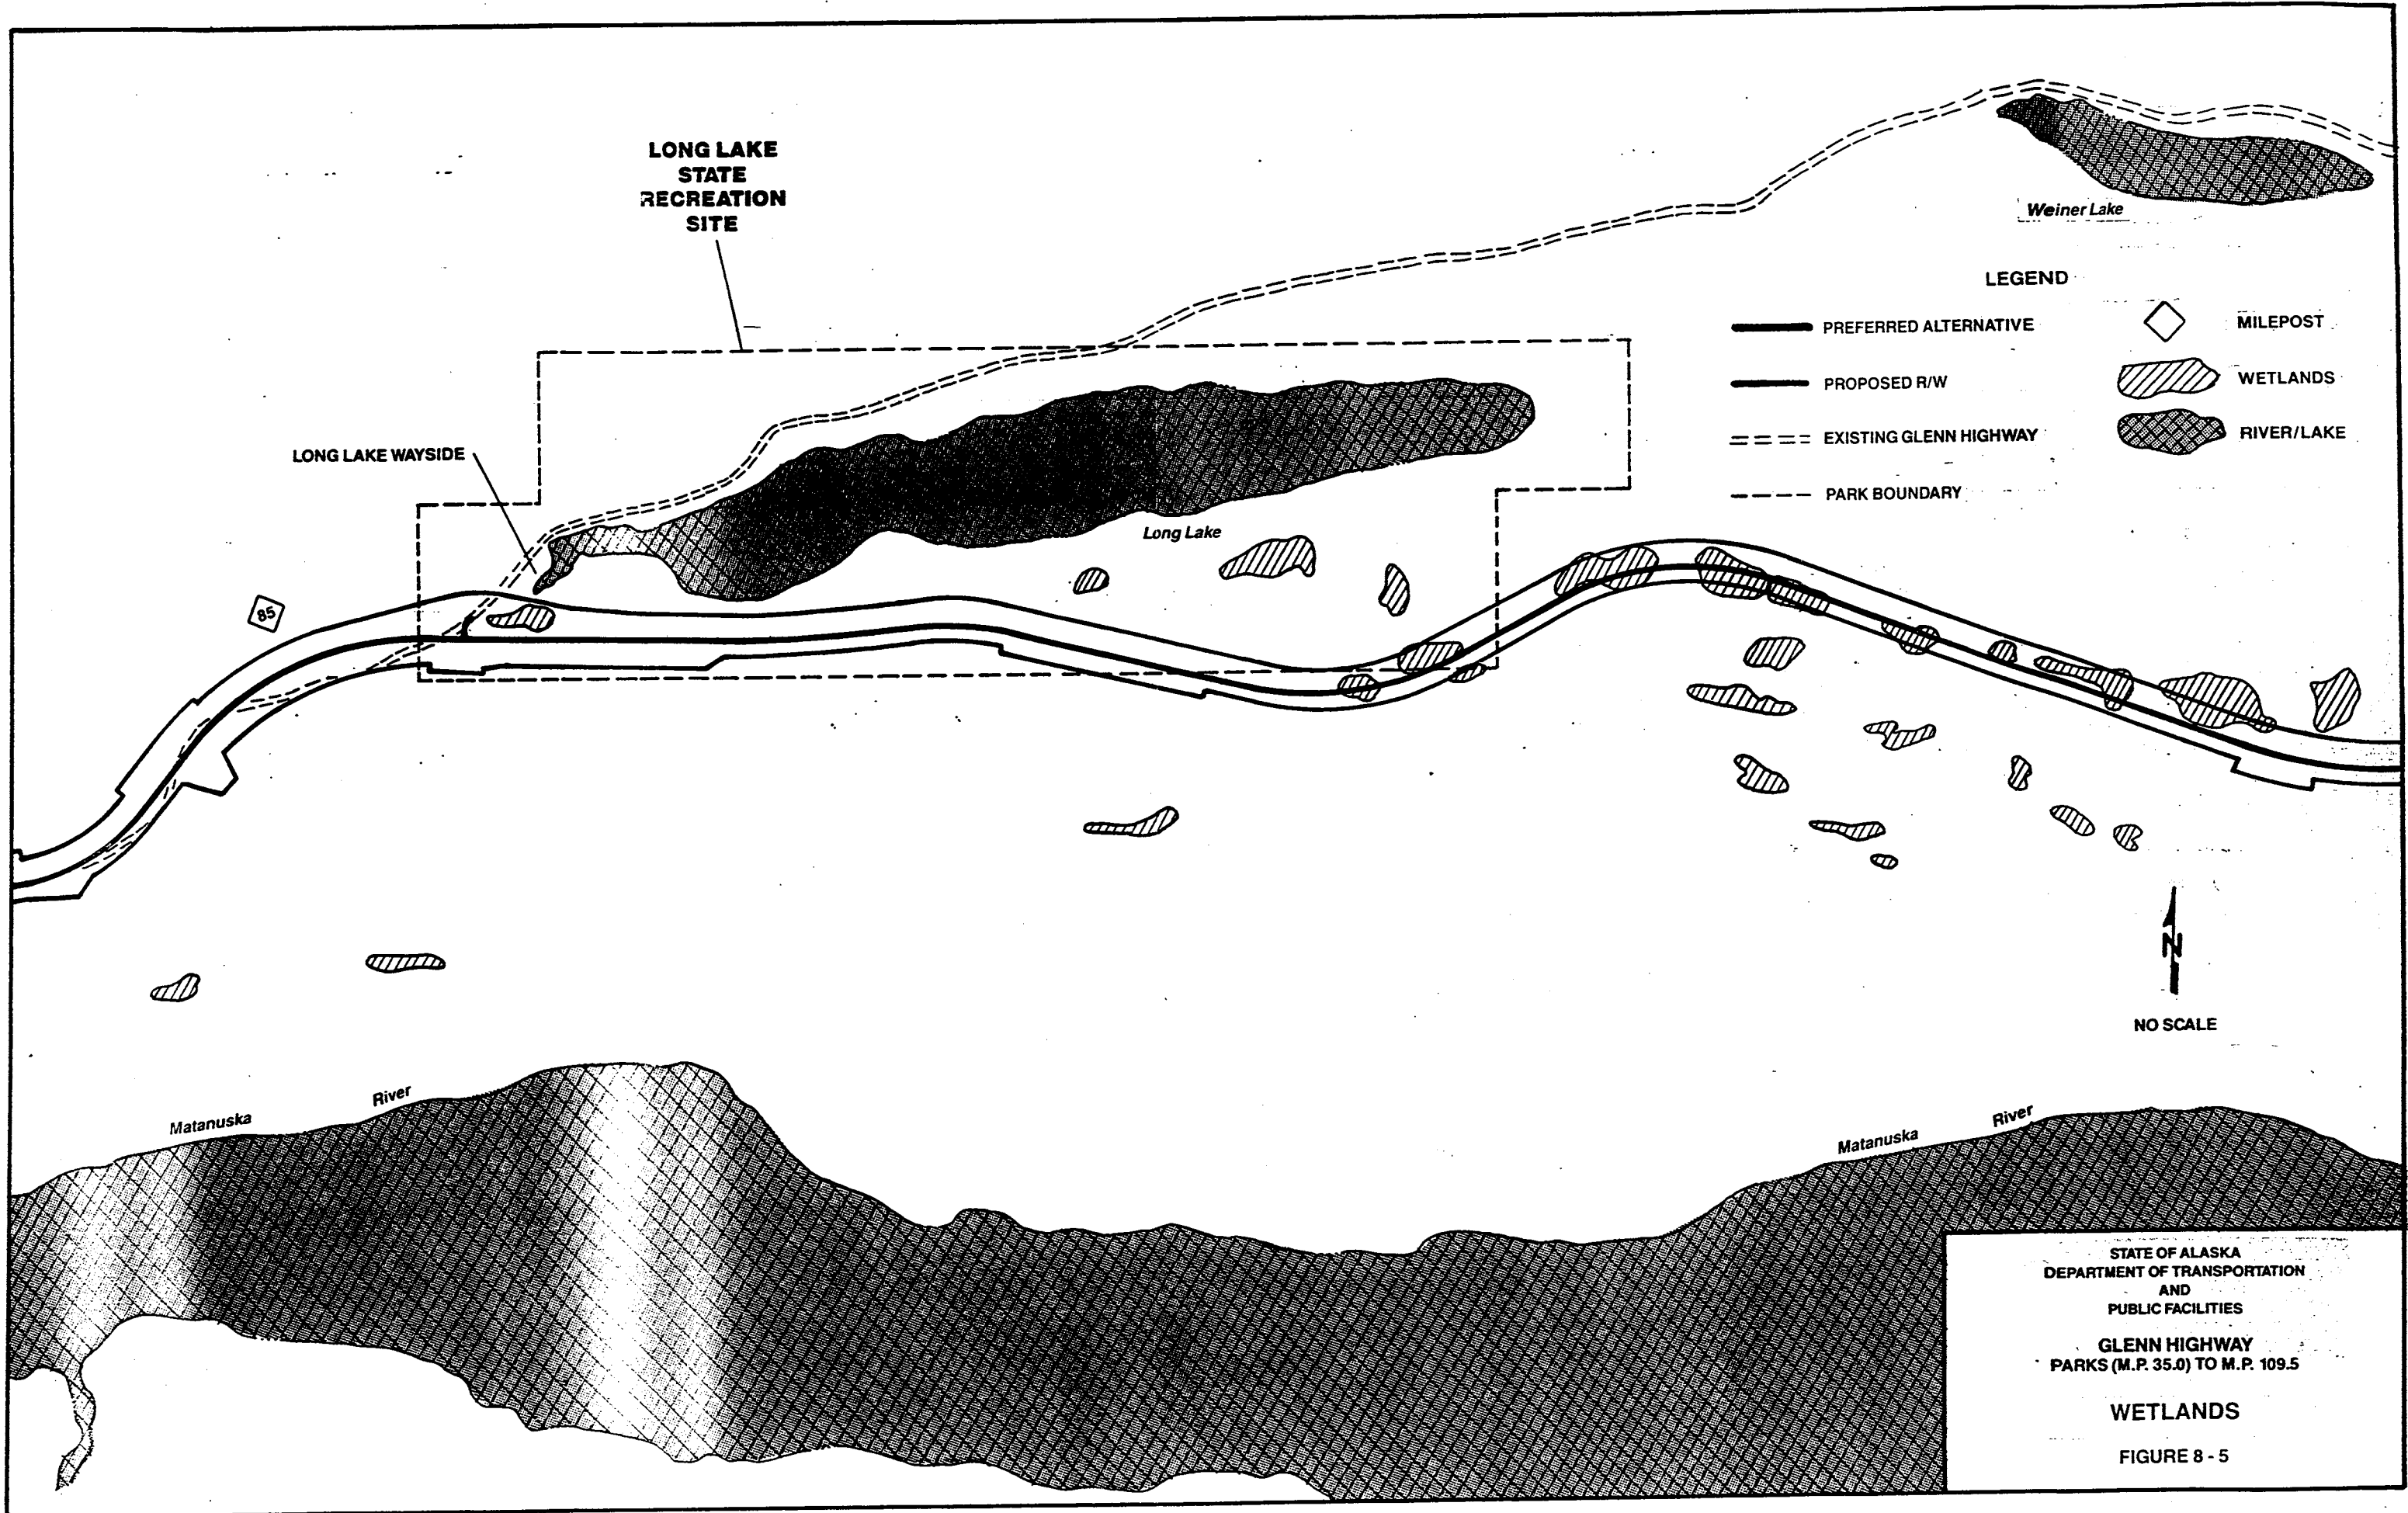 LONG LAKE
STATE
RECREATION
SITE
Weiner Lake
LEGEND
PREFERRED ALTERNATIVE
MILEPOST
PROPOSED R/W
WETLANDS
EXISTING GLENN HIGHWAY
RIVER/LAKE
PARK BOUNDARY
LONG LAKE WAYSIDE
Long Lake
85
N
NO SCALE
Matanuska River
Matanuska River
STATE OF ALASKA
DEPARTMENT OF TRANSPORTATION
AND
PUBLIC FACILITIES
GLENN HIGHWAY
PARKS (M.P. 35.0) TO M.P. 109.5
WETLANDS
FIGURE 8 - 5